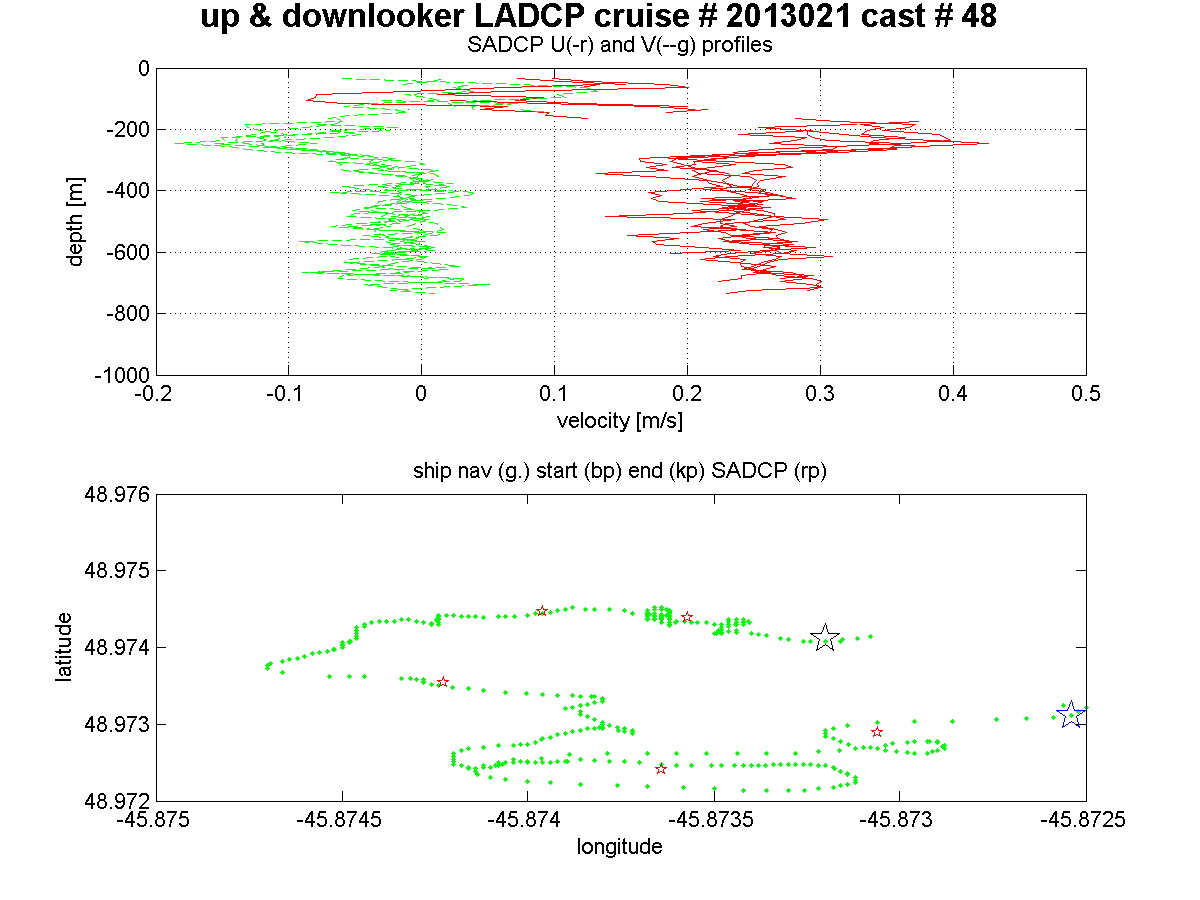 up & downlooker LADCP cruise # 2013021 cast # 48
SADCP U(-r) and V(--g) profiles
0
-200
-400
-600
-800
-1000
depth [m]
-0.2 -0.1 0 0.1 0.2 0.3 0.4 0.5
velocity [m/s]
ship nav (g.) start (bp) end (kp) SADCP (rp)
48.976
48.975
48.974
48.973
48.972
latitude
-45.875 -45.8745 -45.874 -45.8735 -45.873 -45.8725
longitude